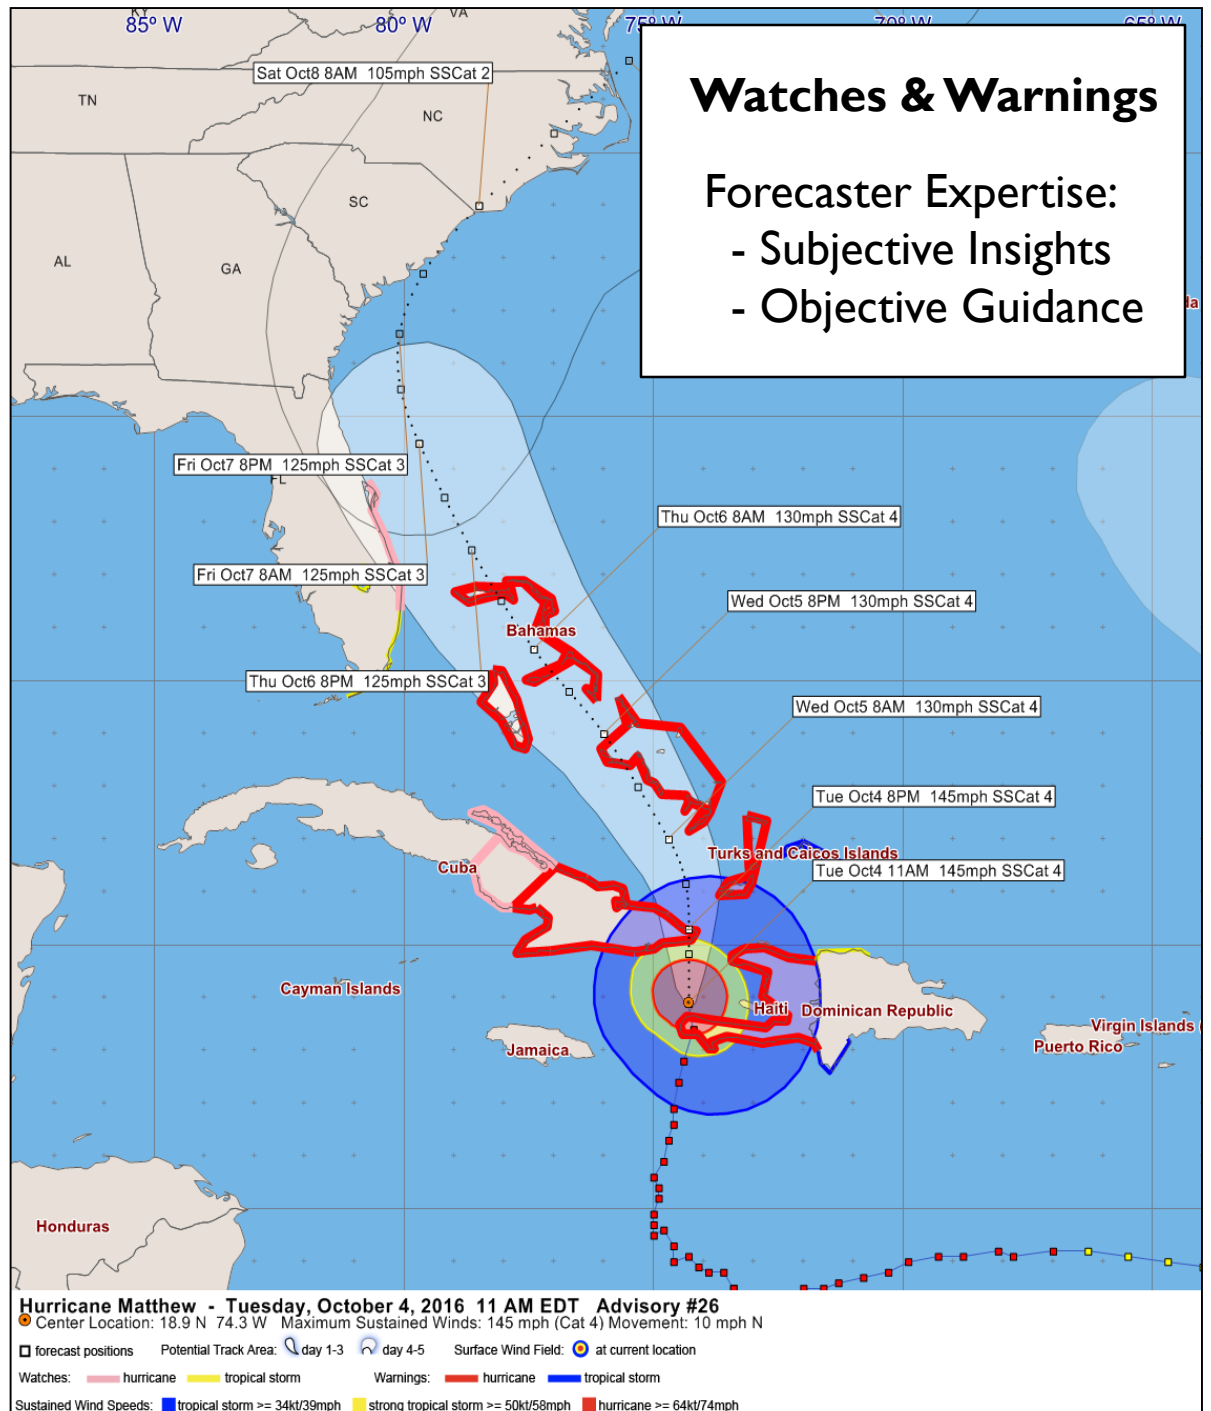 KY
VA
85° W
80° W
75° W
70° W
65° W
Watches & Warnings
Forecaster Expertise:
- Subjective Insights
- Objective Guidance
Sat Oct8 8AM 105mph SSCat 2
TN
NC
SC
AL
GA
da
Fri Oct7 8PM 125mph SSCat 3
FL
Thu Oct6 8AM 130mph SSCat 4
Fri Oct7 8AM 125mph SSCat 3
Wed Oct5 8PM 130mph SSCat 4
Bahamas
Thu Oct6 8PM 125mph SSCat 3
Wed Oct5 8AM 130mph SSCat 4
Tue Oct4 8PM 145mph SSCat 4
Turks and Caicos Islands
Cuba
Tue Oct4 11AM 145mph SSCat 4
Cayman Islands
Haiti
Dominican Republic
Virgin Islands (
Jamaica
Puerto Rico
Honduras
Hurricane Matthew - Tuesday, October 4, 2016 11 AM EDT Advisory #26
Center Location: 18.9 N 74.3 W Maximum Sustained Winds: 145 mph (Cat 4) Movement: 10 mph N
forecast positions Potential Track Area: day 1-3 day 4-5 Surface Wind Field: at current location
Watches: hurricane tropical storm Warnings: hurricane tropical storm
Sustained Wind Speeds: tropical storm >= 34kt/39mph strong tropical storm >= 50kt/58mph hurricane >= 64kt/74mph